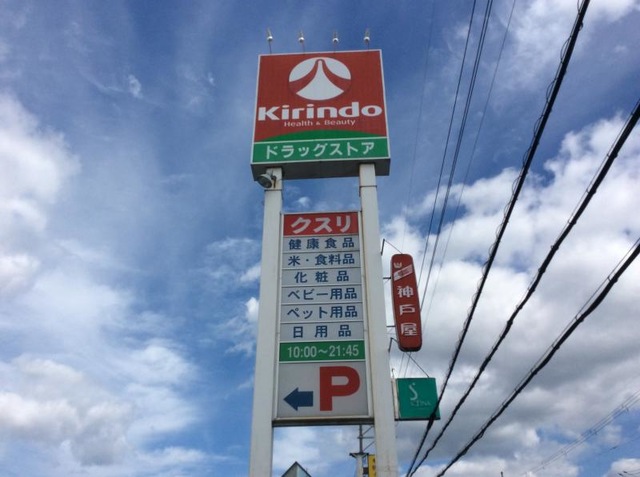 Kirindo
Health & Beauty
ドラッグストア
クスリ
健康食品
米・食料品
化粧品
ベビー用品
ペット用品
日用品
10:00〜21:45
P
神戸屋